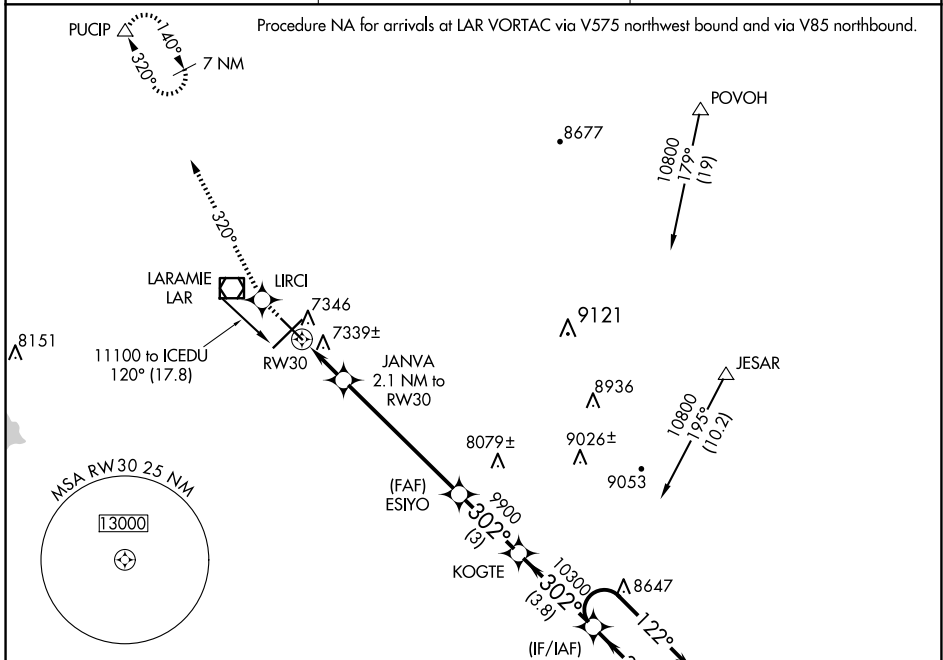 Procedure NA for arrivals at LAR VORTAC via V575 northwest bound and via V85 northbound.
PUCIP
140°
320°
7 NM
POVOH
8677
10800
179°
(19)
320°
LARAMIE
LAR
LIRCI
7346
7339±
9121
8151
11100 to ICEDU
120° (17.8)
RW30
JANVA
2.1 NM to
RW30
JESAR
8936
10800
195°
(10.2)
8079±
9026±
9053
MSA RW30 25 NM
13000
(FAF)
ESIYO
9900
302°
(3)
KOGTE
10300
302°
(3.8)
8647
122°
(IF/IAF)